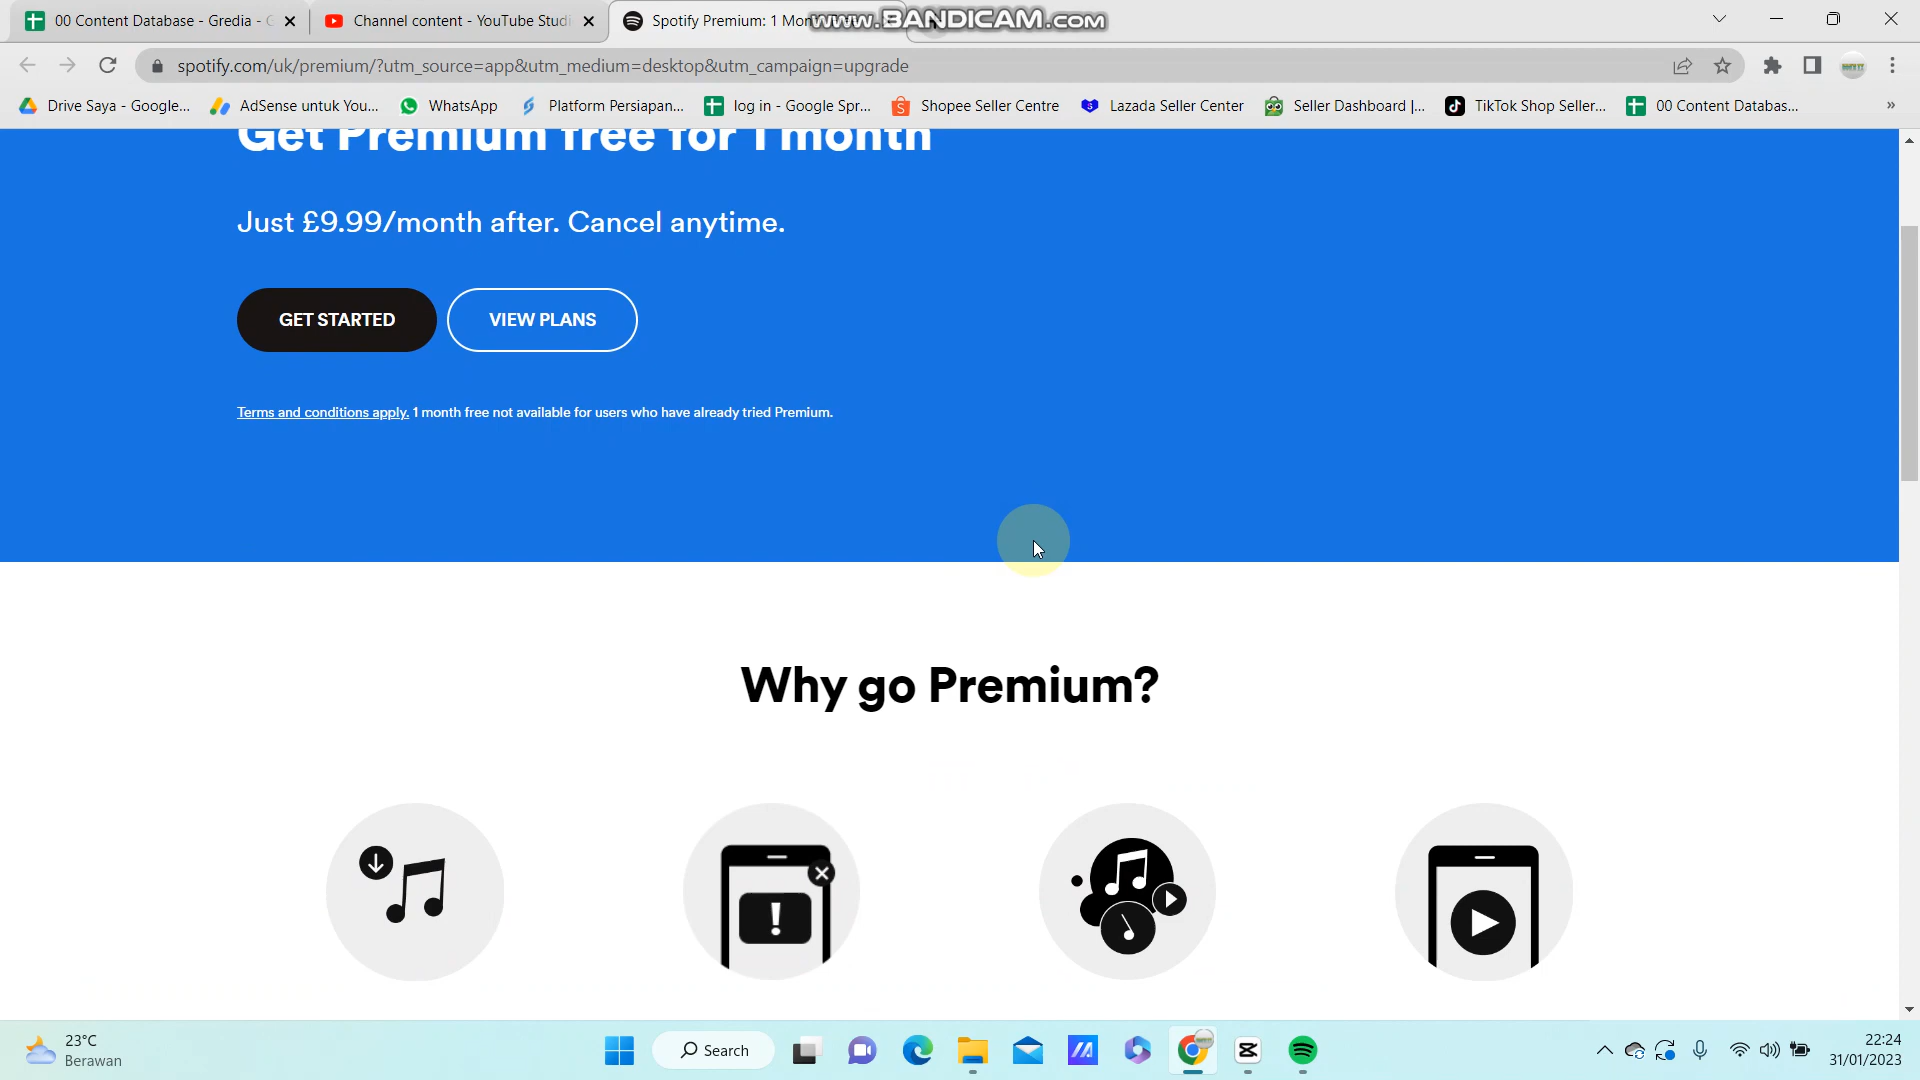 00 Content Database - Gredia - G
Channel content - YouTube Studi
Spotify Premium: 1 Mon
www.BANDICAM.com
spotify.com/uk/premium/?utm_source=app&utm_medium=desktop&utm_campaign=upgrade
Drive Saya - Google...
AdSense untuk You...
WhatsApp
Platform Persiapan...
log in - Google Spr...
Shopee Seller Centre
Lazada Seller Center
Seller Dashboard |...
TikTok Shop Seller...
00 Content Databas...
»
Get Premium free for 1 month
Just £9.99/month after. Cancel anytime.
GET STARTED
VIEW PLANS
Terms and conditions apply. 1 month free not available for users who have already tried Premium.
Why go Premium?
23°C
Berawan
Search
22:24
31/01/2023